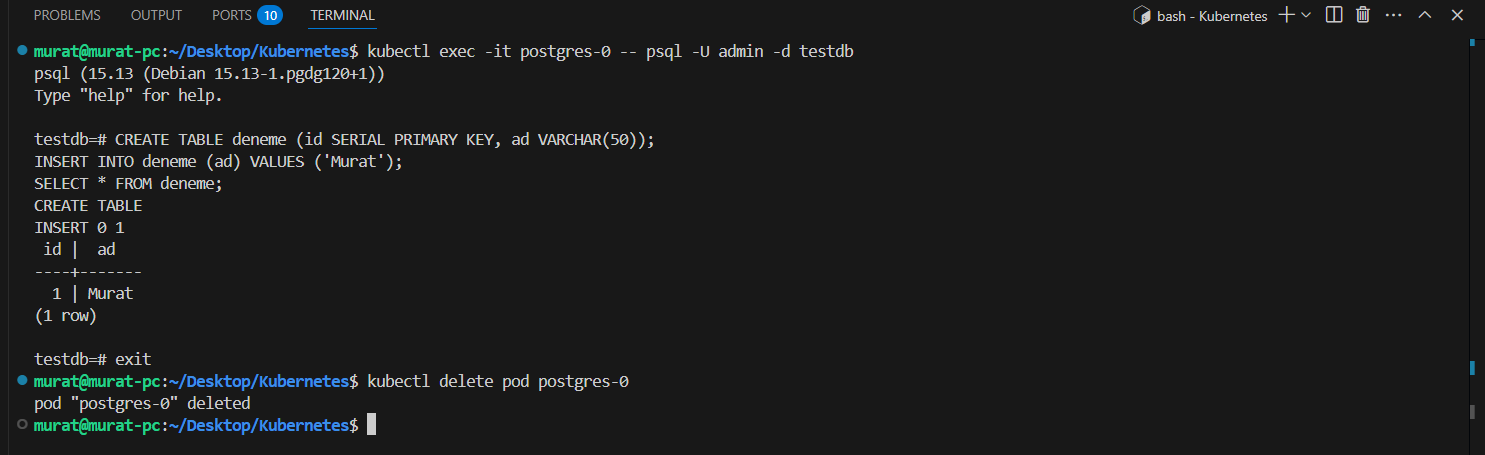 PROBLEMS OUTPUT PORTS 10 TERMINAL bash - Kubernetes
murat@murat-pc:~/Desktop/Kubernetes$ kubectl exec -it postgres-0 -- psql -U admin -d testdb
psql (15.13 (Debian 15.13-1.pgdg120+1))
Type "help" for help.
testdb=# CREATE TABLE deneme (id SERIAL PRIMARY KEY, ad VARCHAR(50));
INSERT INTO deneme (ad) VALUES ('Murat');
SELECT * FROM deneme;
CREATE TABLE
INSERT 0 1
 id |  ad
----+-------
  1 | Murat
(1 row)
testdb=# exit
murat@murat-pc:~/Desktop/Kubernetes$ kubectl delete pod postgres-0
pod "postgres-0" deleted
murat@murat-pc:~/Desktop/Kubernetes$